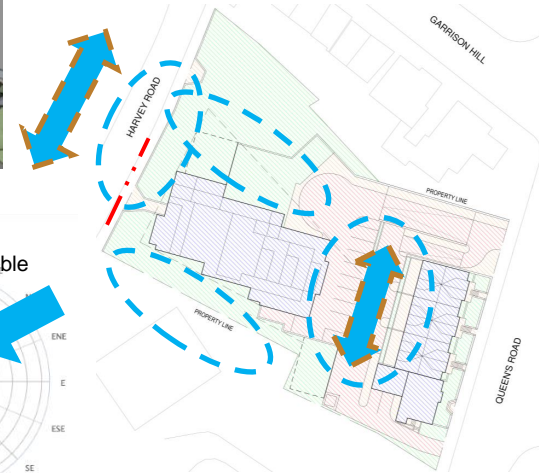 GARRISON HILL
HARVEY ROAD
PROPERTY LINE
ble
PROPERTY LINE
ENE
E
QUEEN'S ROAD
ESE
SE